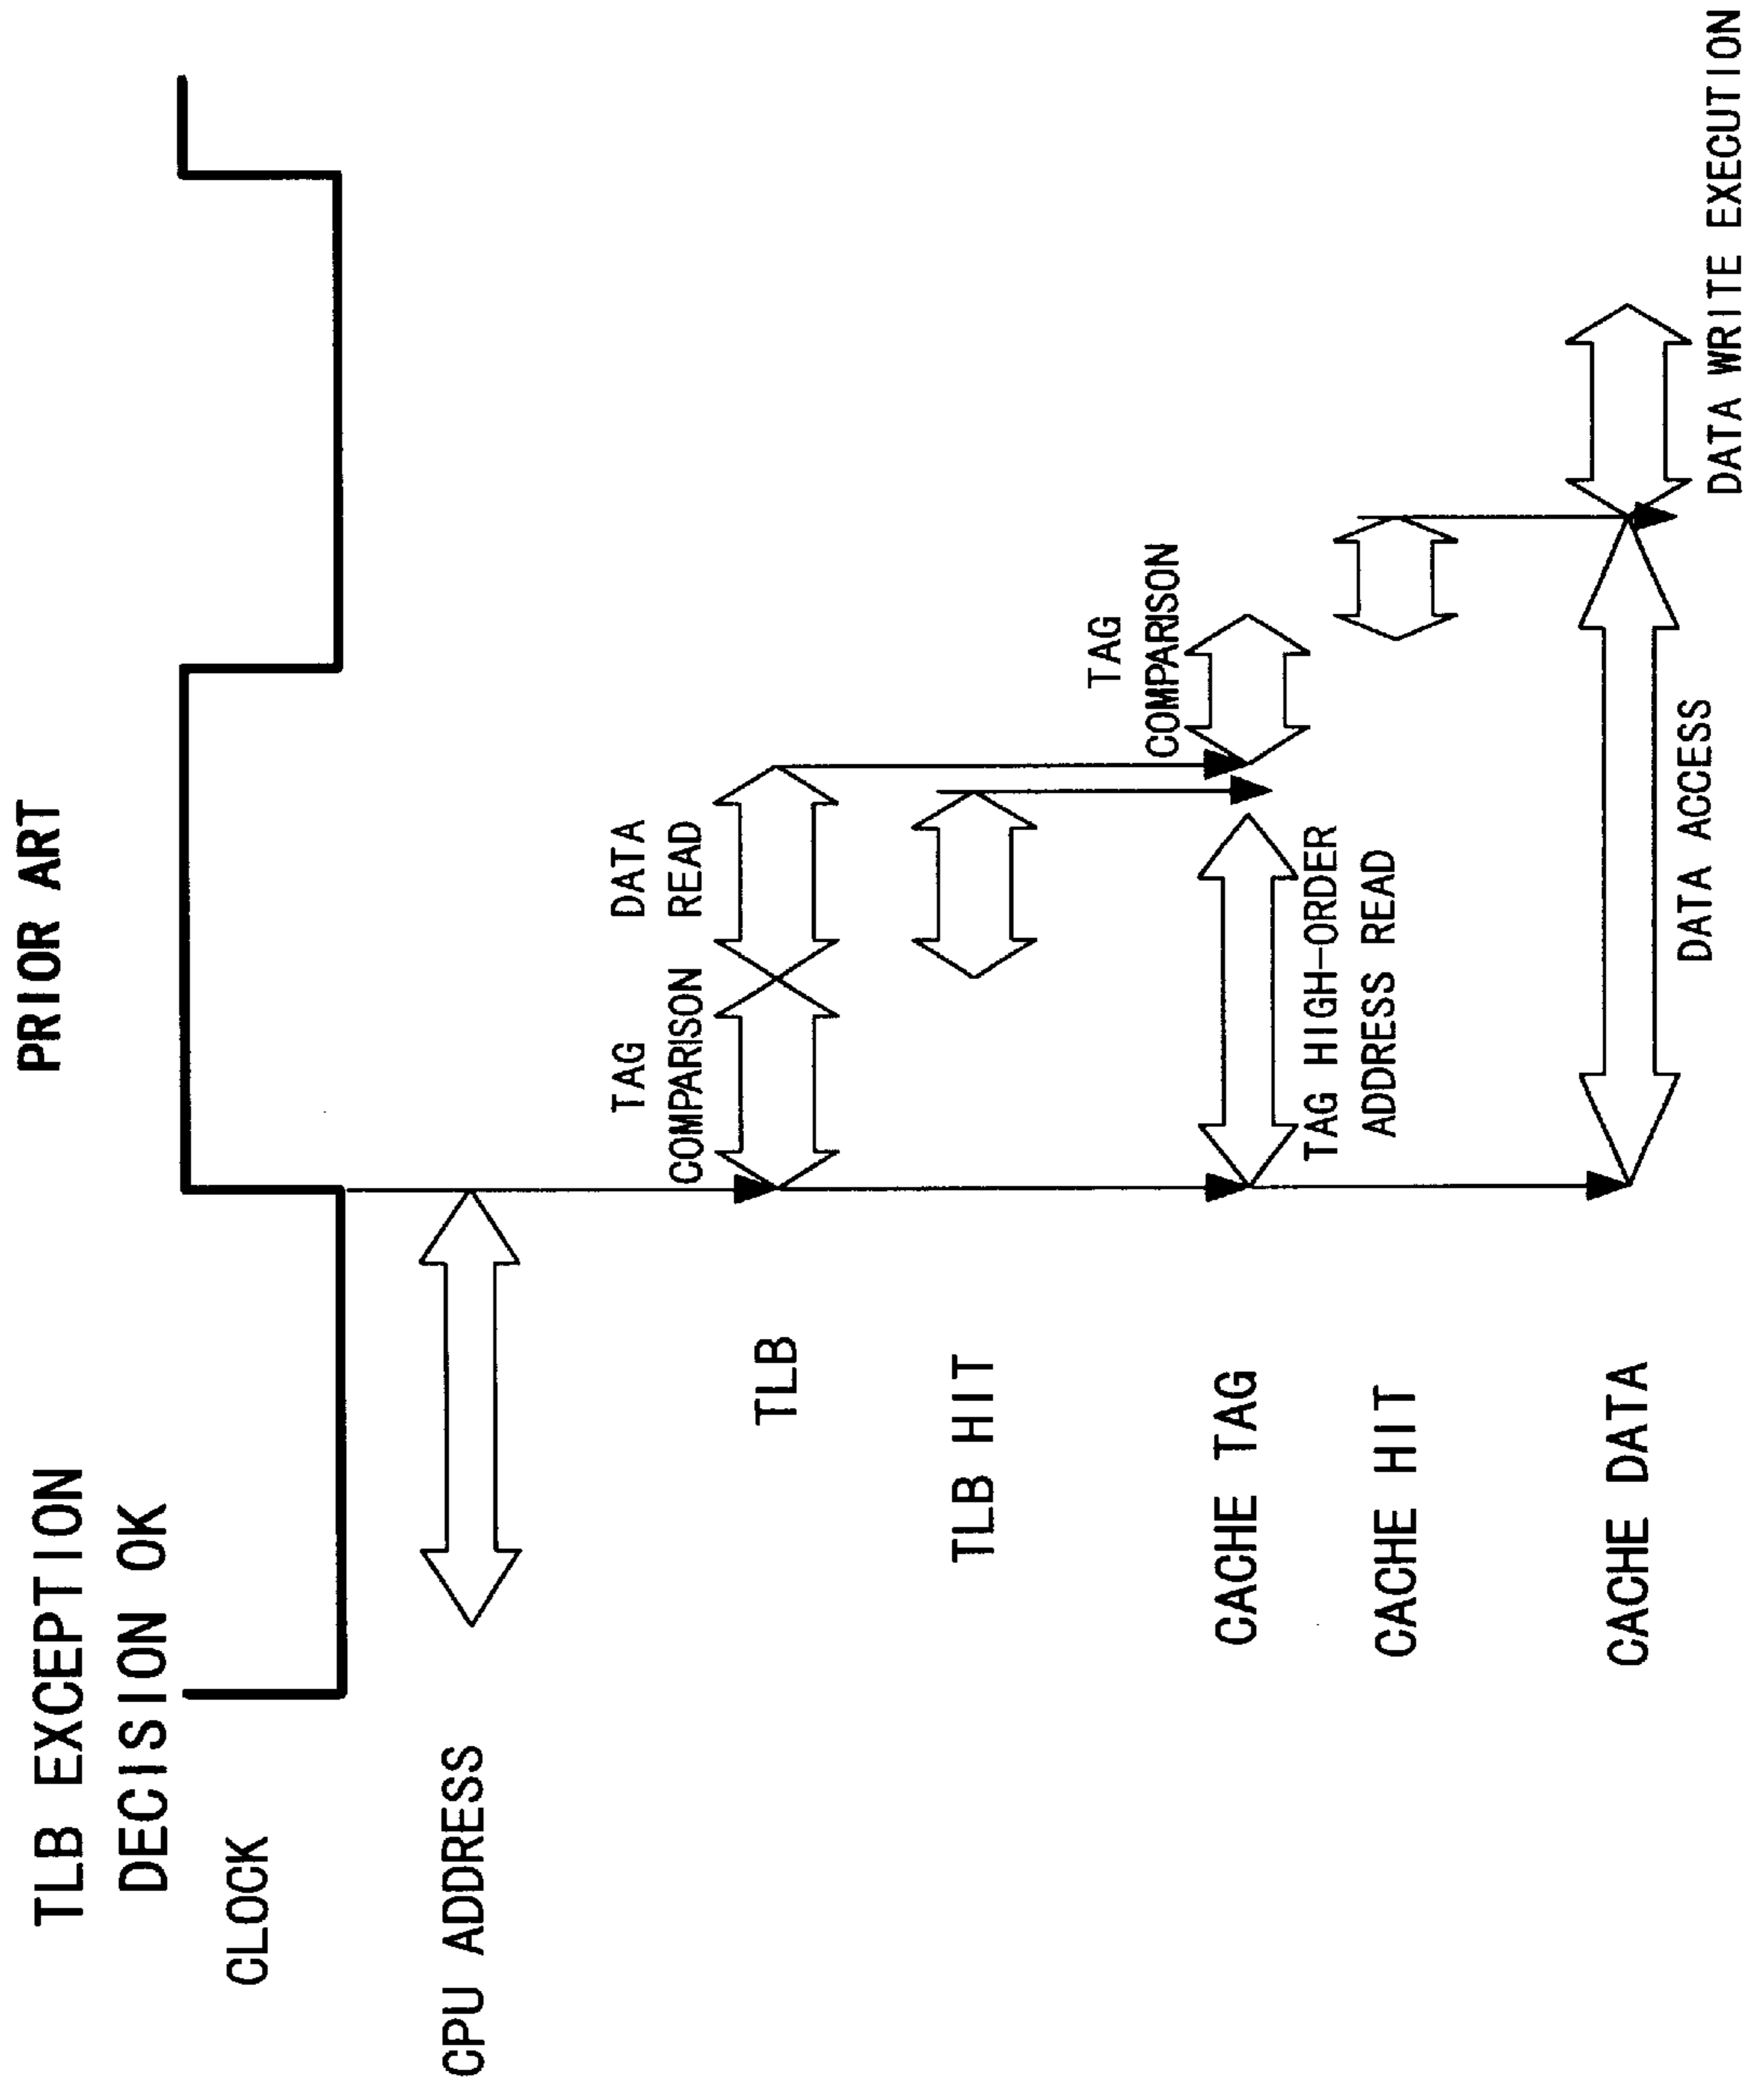 PRIOR ART
TLB EXCEPTION
DECISION OK
CLOCK
CPU ADDRESS
TAG
COMPARISON
DATA
READ
TLB
TLB HIT
TAG
COMPARISON
CACHE TAG
TAG HIGH-ORDER
ADDRESS READ
CACHE HIT
CACHE DATA
DATA ACCESS
DATA WRITE EXECUTION